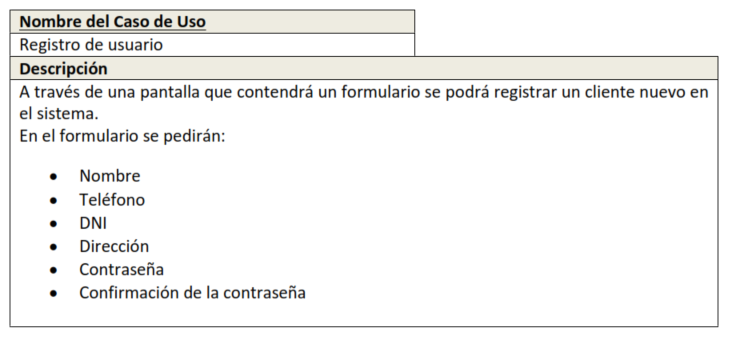 Nombre del Caso de Uso
Registro de usuario
Descripción
A través de una pantalla que contendrá un formulario se podrá registrar un cliente nuevo en
el sistema.
En el formulario se pedirán:
• Nombre
• Teléfono
• DNI
• Dirección
• Contraseña
• Confirmación de la contraseña